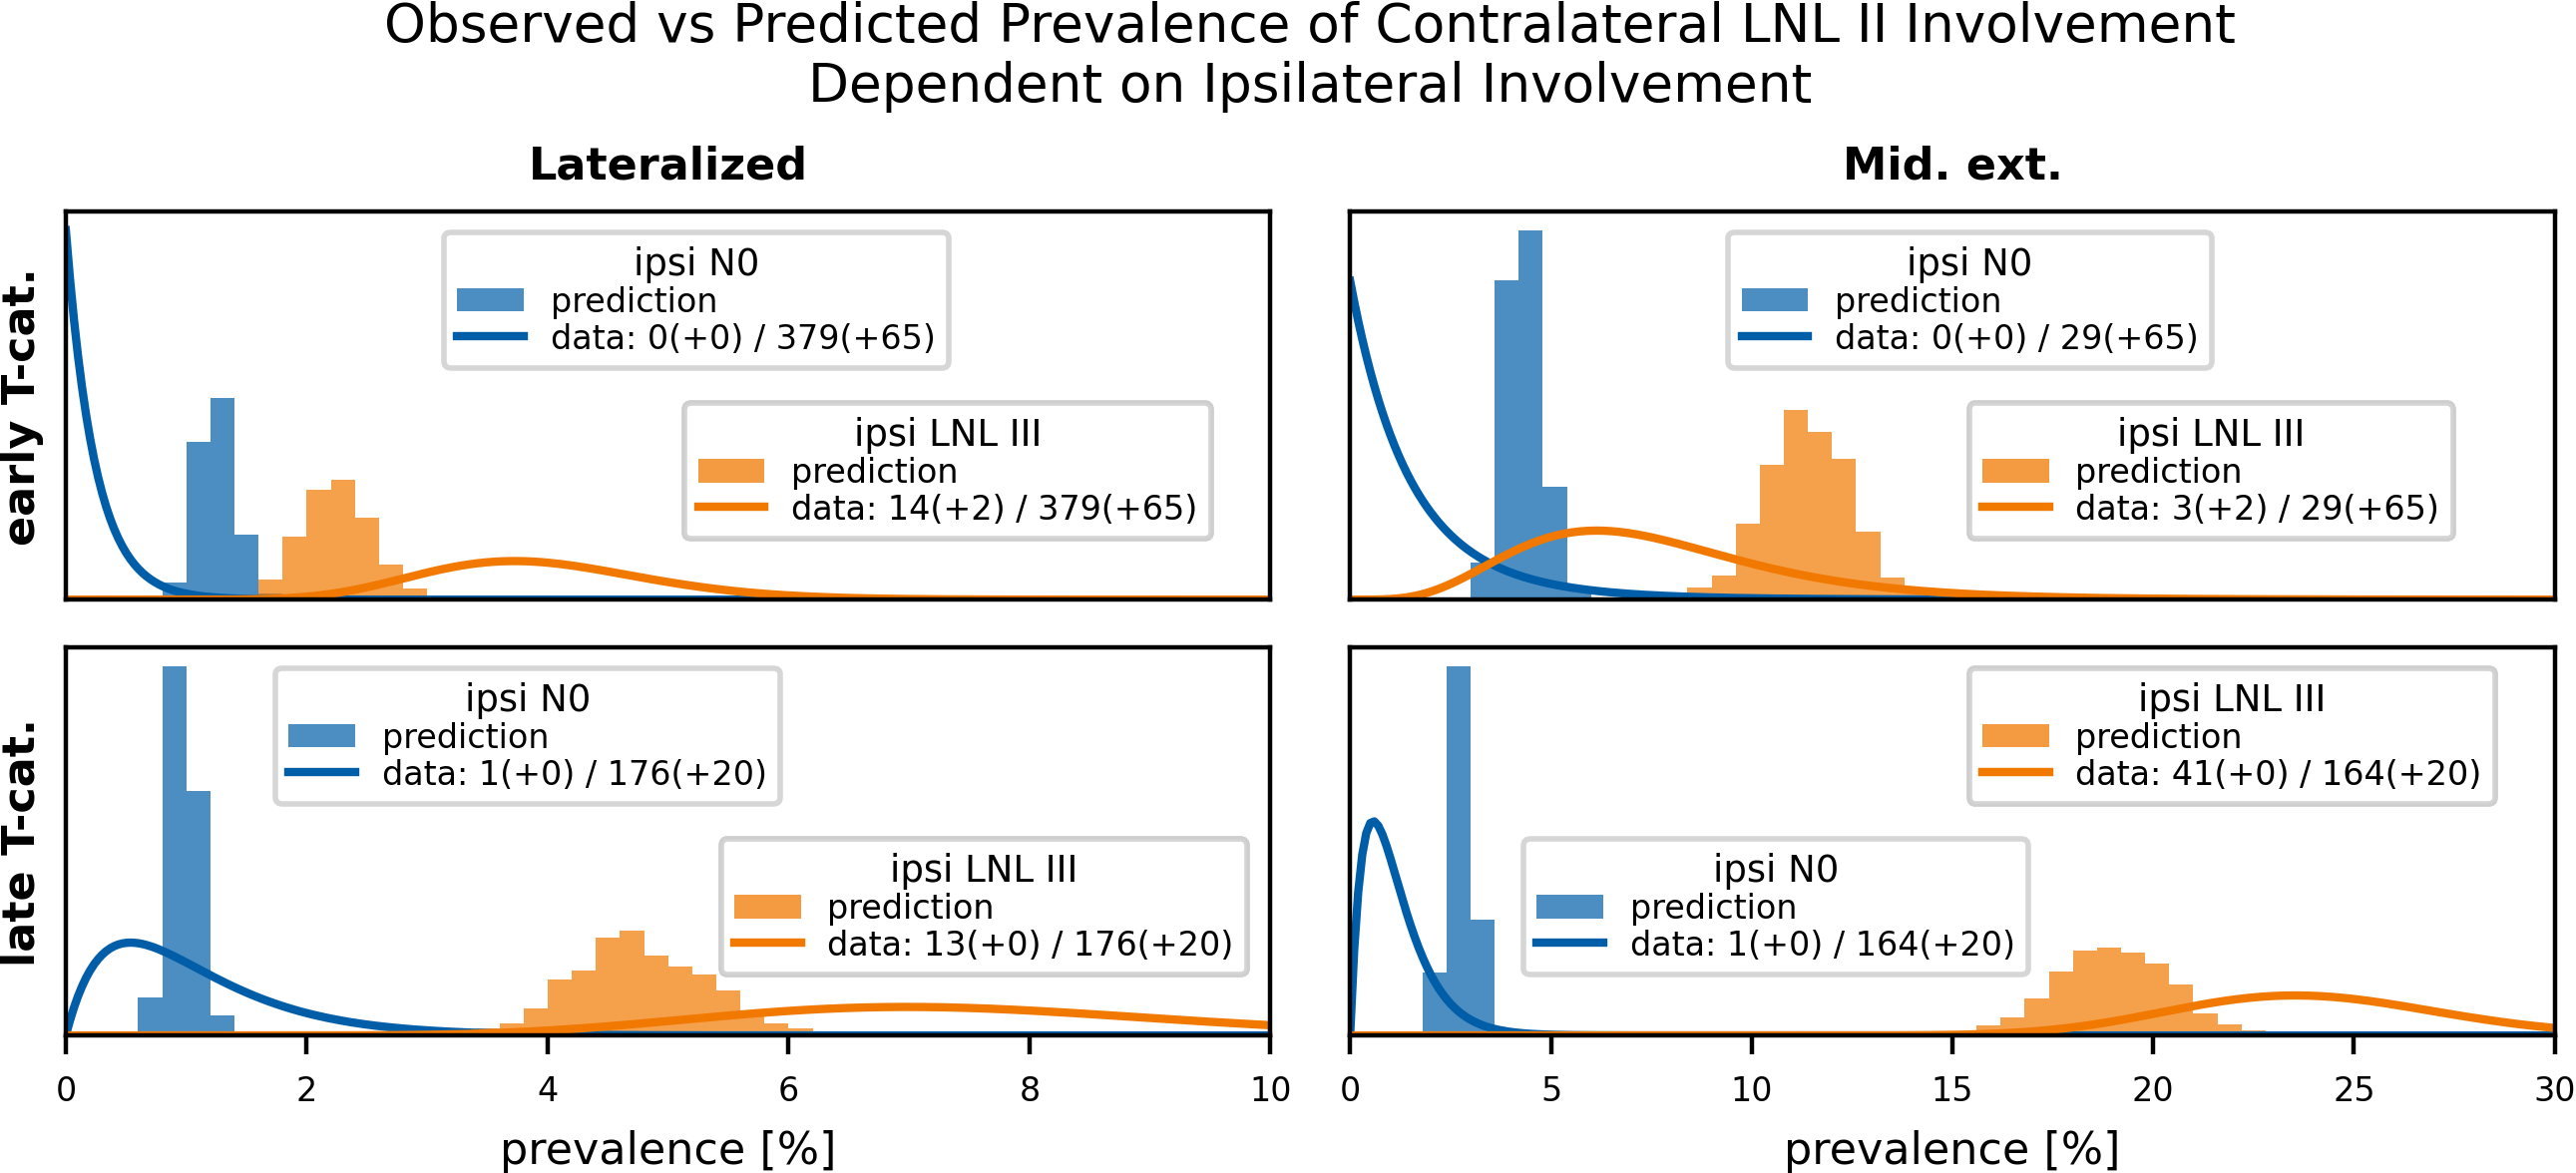 Observed vs Predicted Prevalence of Contralateral LNL II Involvement
Dependent on Ipsilateral Involvement
Lateralized
Mid. ext.
early T-cat.
ipsi N0
prediction
data: 0(+0) / 379(+65)
ipsi LNL III
prediction
data: 14(+2) / 379(+65)
ipsi N0
prediction
data: 0(+0) / 29(+65)
ipsi LNL III
prediction
data: 3(+2) / 29(+65)
late T-cat.
ipsi N0
prediction
data: 1(+0) / 176(+20)
ipsi LNL III
prediction
data: 13(+0) / 176(+20)
ipsi LNL III
prediction
data: 41(+0) / 164(+20)
ipsi N0
prediction
data: 1(+0) / 164(+20)
0 2 4 6 8 10
0 5 10 15 20 25 30
prevalence [%]
prevalence [%]